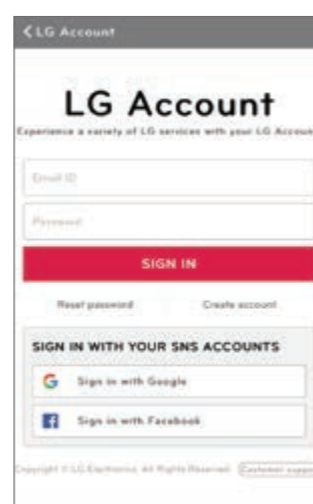 LG Account
LG Account
Experience a variety of LG services with your LG Accoun
Email ID
Password
SIGN IN
Reset password
Create account
SIGN IN WITH YOUR SNS ACCOUNTS
Sign in with Google
Sign in with Facebook
Copyright © LG Electronics. All Rights Reserved.
Customer suppo